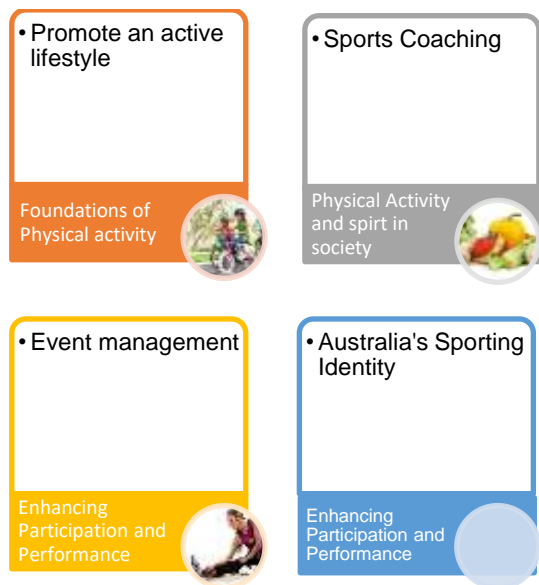 • Promote an active
lifestyle
Foundations of
Physical activity
• Sports Coaching
Physical Activity
and spirt in
society
• Event management
Enhancing
Participation and
Performance
• Australia's Sporting
Identity
Enhancing
Participation and
Performance